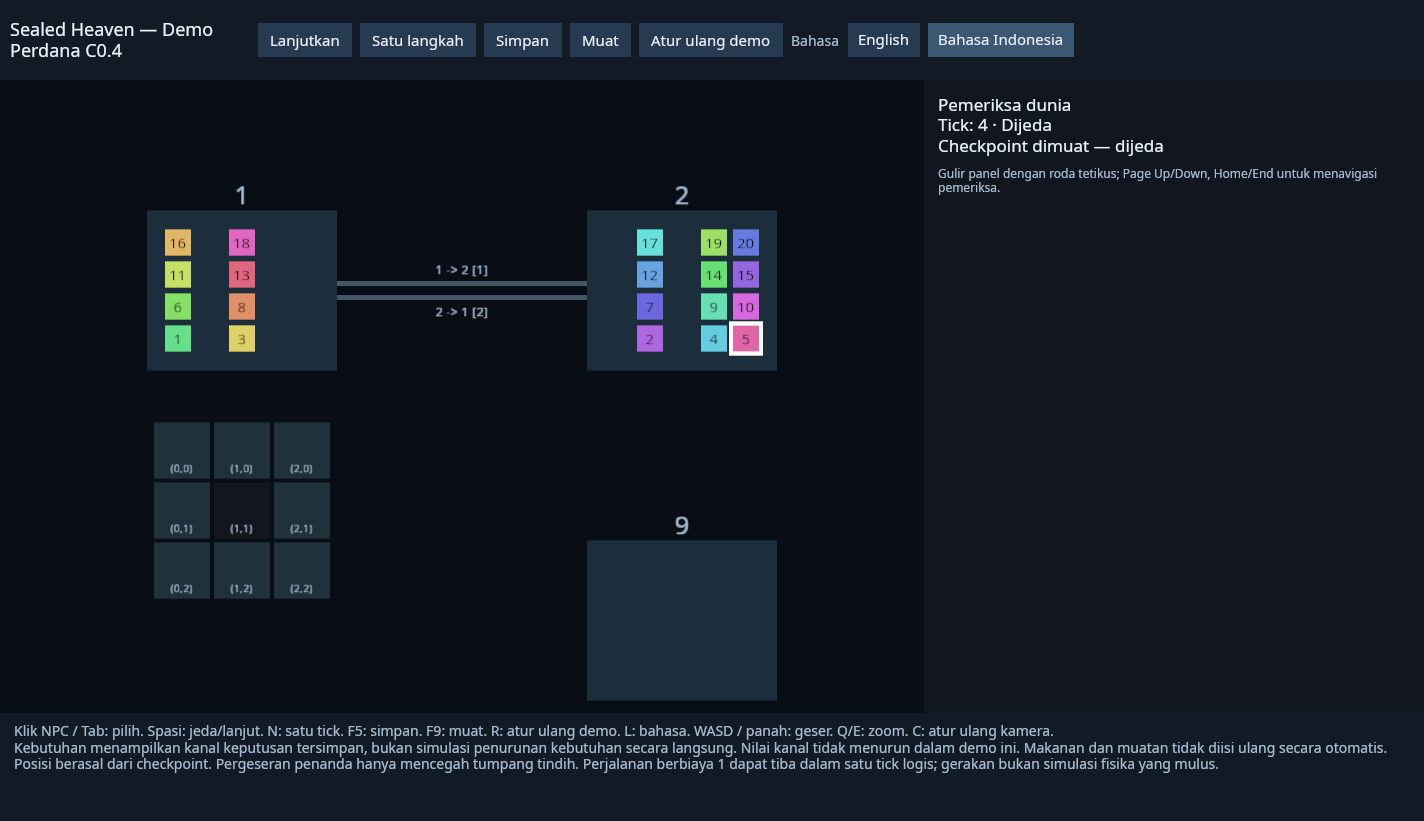 Sealed Heaven — Demo
Perdana C0.4
Lanjutkan
Satu langkah
Simpan
Muat
Atur ulang demo
Bahasa
English
Bahasa Indonesia
Pemeriksa dunia
Tick: 4 · Dijeda
Checkpoint dimuat — dijeda
Gulir panel dengan roda tetikus; Page Up/Down, Home/End untuk menavigasi
pemeriksa.
1
2
16
18
17
19
20
11
13
12
14
15
6
8
7
9
10
1
3
2
4
5
1 -> 2 [1]
2 -> 1 [2]
(0,0)
(1,0)
(2,0)
(0,1)
(1,1)
(2,1)
(0,2)
(1,2)
(2,2)
9
Klik NPC / Tab: pilih. Spasi: jeda/lanjut. N: satu tick. F5: simpan. F9: muat. R: atur ulang demo. L: bahasa. WASD / panah: geser. Q/E: zoom. C: atur ulang kamera.
Kebutuhan menampilkan kanal keputusan tersimpan, bukan simulasi penurunan kebutuhan secara langsung. Nilai kanal tidak menurun dalam demo ini. Makanan dan muatan tidak diisi ulang secara otomatis.
Posisi berasal dari checkpoint. Pergeseran penanda hanya mencegah tumpang tindih. Perjalanan berbiaya 1 dapat tiba dalam satu tick logis; gerakan bukan simulasi fisika yang mulus.